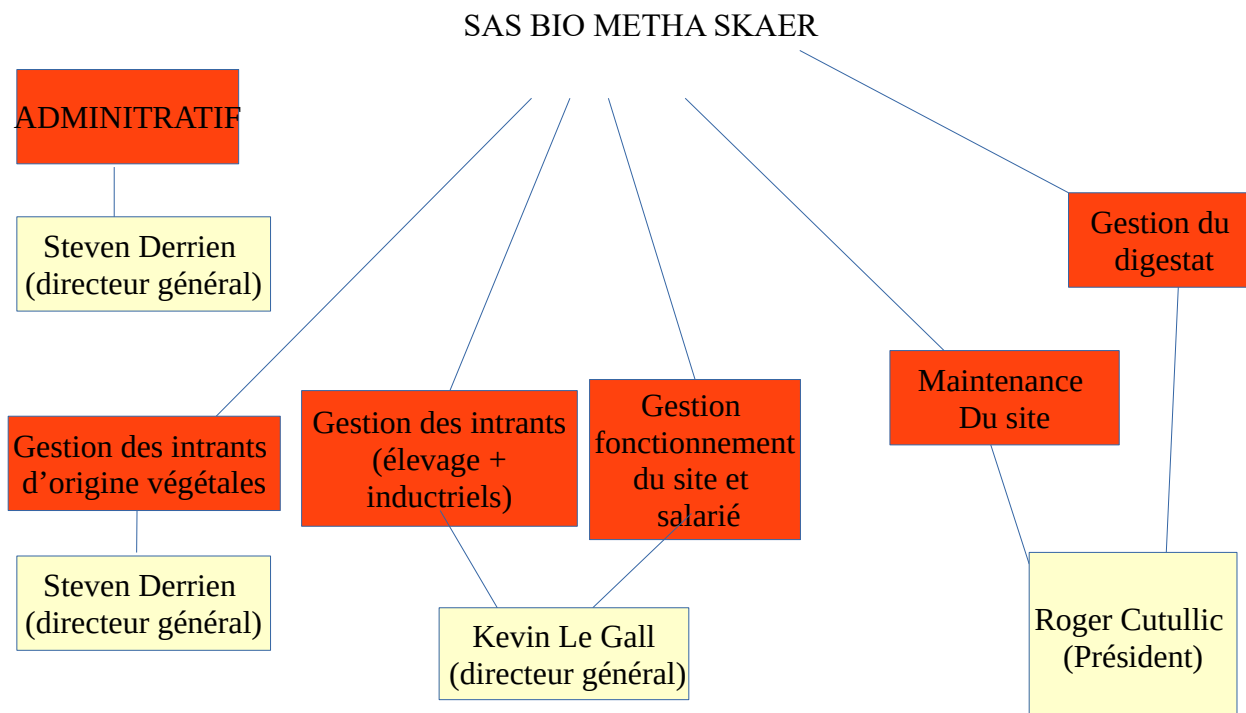 SAS BIO METHA SKAER
ADMINITRATIF
Steven Derrien
(directeur général)
Gestion du
digestat
Maintenance
Du site
Gestion des intrants
d’origine végétales
Gestion des intrants
(élevage +
inductriels)
Gestion
fonctionnement
du site et
salarié
Steven Derrien
(directeur général)
Kevin Le Gall
(directeur général)
Roger Cutullic
(Président)